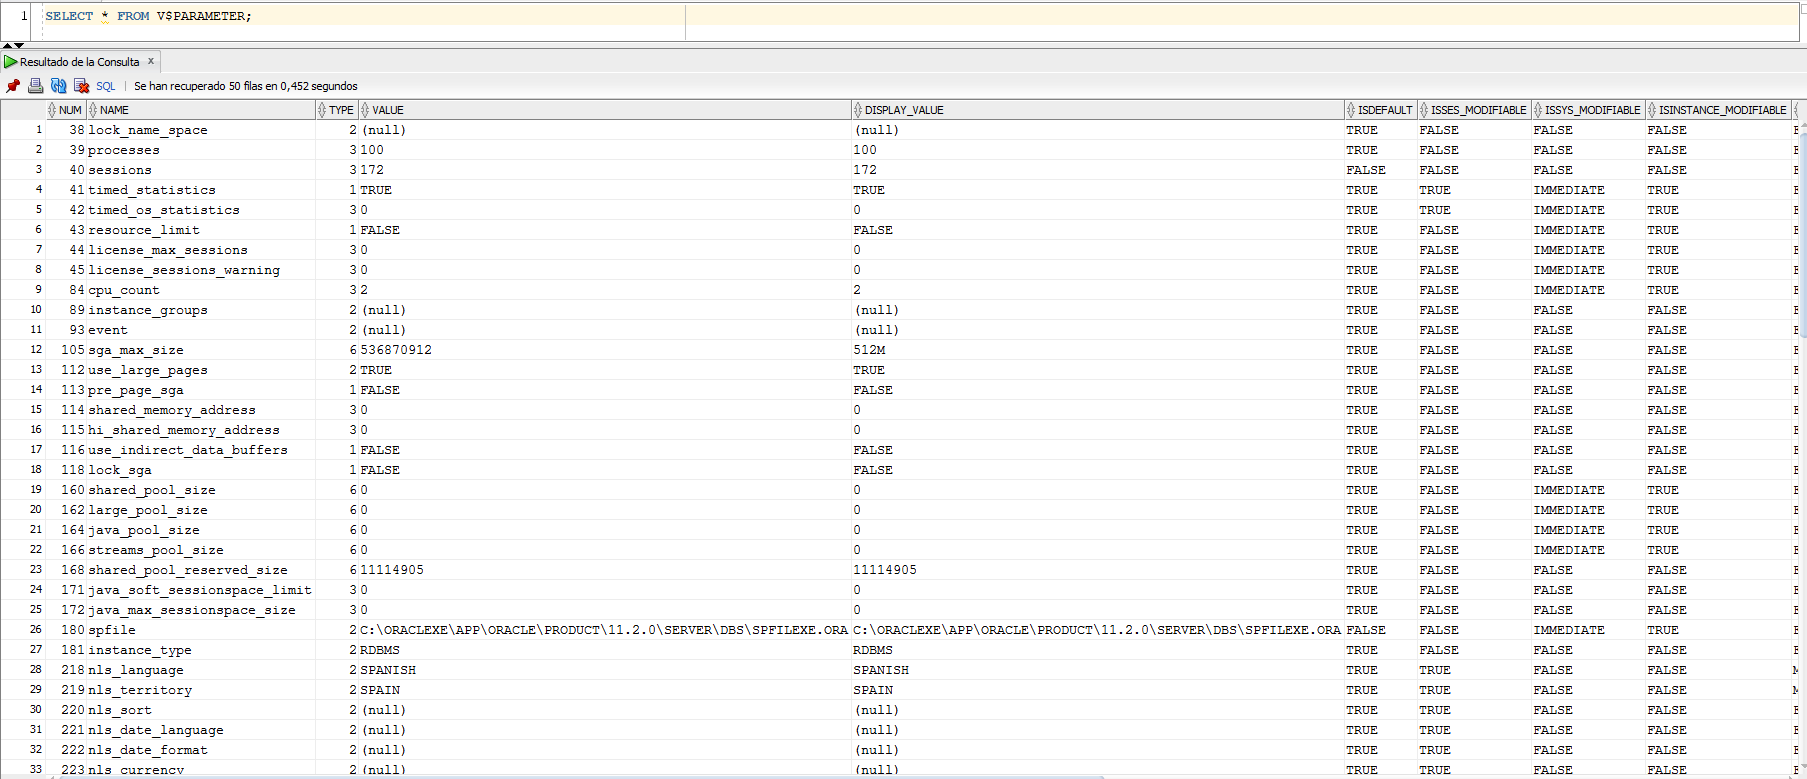 1 SELECT * FROM V$PARAMETER;
Resultado de la Consulta x
SQL | Se han recuperado 50 filas en 0,452 segundos
NUM NAME TYPE VALUE DISPLAY_VALUE ISDEFAULT ISSES_MODIFIABLE ISSYS_MODIFIABLE ISINSTANCE_MODIFIABLE
1 38 lock_name_space 2 (null) (null) TRUE FALSE FALSE FALSE
2 39 processes 3 100 100 TRUE FALSE FALSE FALSE
3 40 sessions 3 172 172 FALSE FALSE FALSE FALSE
4 41 timed_statistics 1 TRUE TRUE TRUE TRUE IMMEDIATE TRUE
5 42 timed_os_statistics 3 0 0 TRUE TRUE IMMEDIATE TRUE
6 43 resource_limit 1 FALSE FALSE TRUE FALSE IMMEDIATE TRUE
7 44 license_max_sessions 3 0 0 TRUE FALSE IMMEDIATE TRUE
8 45 license_sessions_warning 3 0 0 TRUE FALSE IMMEDIATE TRUE
9 84 cpu_count 3 2 2 TRUE FALSE IMMEDIATE TRUE
10 89 instance_groups 2 (null) (null) TRUE FALSE FALSE FALSE
11 93 event 2 (null) (null) TRUE FALSE FALSE FALSE
12 105 sga_max_size 6 536870912 512M TRUE FALSE FALSE FALSE
13 112 use_large_pages 2 TRUE TRUE TRUE FALSE FALSE FALSE
14 113 pre_page_sga 1 FALSE FALSE TRUE FALSE FALSE FALSE
15 114 shared_memory_address 3 0 0 TRUE FALSE FALSE FALSE
16 115 hi_shared_memory_address 3 0 0 TRUE FALSE FALSE FALSE
17 116 use_indirect_data_buffers 1 FALSE FALSE TRUE FALSE FALSE FALSE
18 118 lock_sga 1 FALSE FALSE TRUE FALSE FALSE FALSE
19 160 shared_pool_size 6 0 0 TRUE FALSE IMMEDIATE TRUE
20 162 large_pool_size 6 0 0 TRUE FALSE IMMEDIATE TRUE
21 164 java_pool_size 6 0 0 TRUE FALSE IMMEDIATE TRUE
22 166 streams_pool_size 6 0 0 TRUE FALSE IMMEDIATE TRUE
23 168 shared_pool_reserved_size 6 11114905 11114905 TRUE FALSE FALSE FALSE
24 171 java_soft_sessionspace_limit 3 0 0 TRUE FALSE FALSE FALSE
25 172 java_max_sessionspace_size 3 0 0 TRUE FALSE FALSE FALSE
26 180 spfile 2 C:\ORACLEXE\APP\ORACLE\PRODUCT\11.2.0\SERVER\DBS\SPFILEXE.ORA C:\ORACLEXE\APP\ORACLE\PRODUCT\11.2.0\SERVER\DBS\SPFILEXE.ORA FALSE FALSE IMMEDIATE TRUE
27 181 instance_type 2 RDBMS RDBMS TRUE FALSE FALSE FALSE
28 218 nls_language 2 SPANISH SPANISH TRUE TRUE FALSE FALSE
29 219 nls_territory 2 SPAIN SPAIN TRUE TRUE FALSE FALSE
30 220 nls_sort 2 (null) (null) TRUE TRUE FALSE FALSE
31 221 nls_date_language 2 (null) (null) TRUE TRUE FALSE FALSE
32 222 nls_date_format 2 (null) (null) TRUE TRUE FALSE FALSE
33 223 nls_currency 2 (null) (null) TRUE TRUE FALSE FALSE